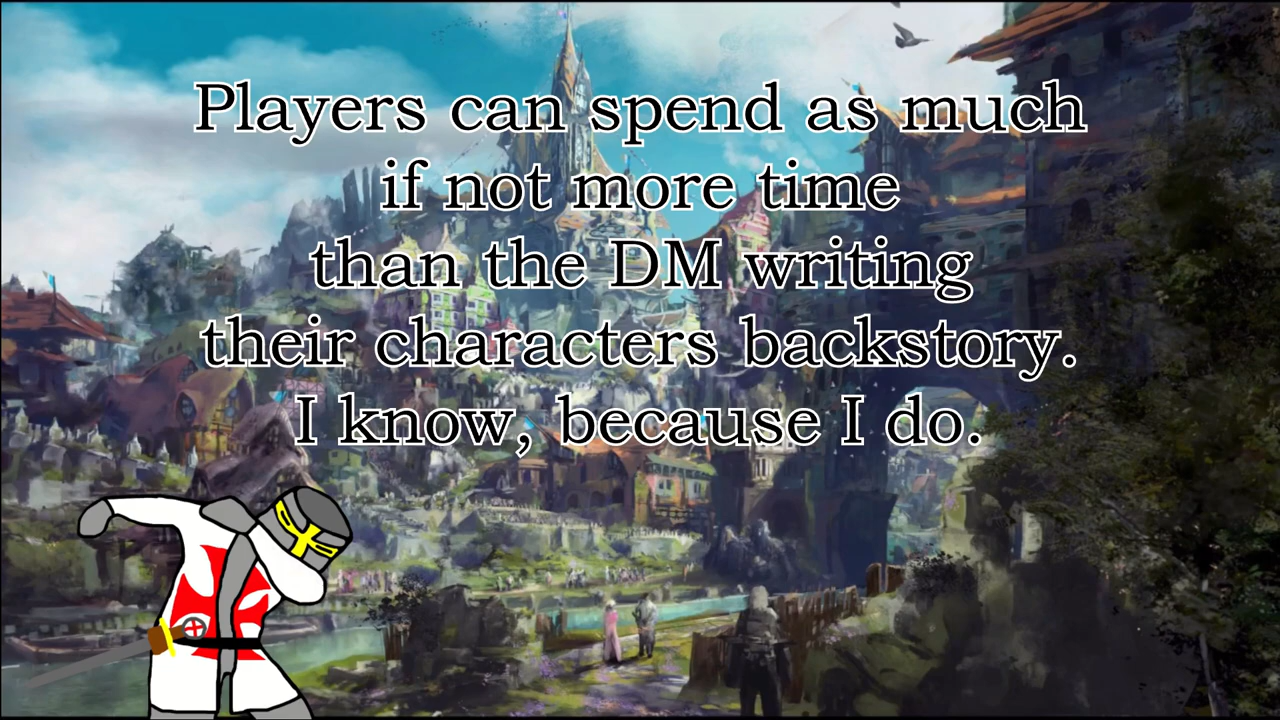 Players can spend as much
if not more time
than the DM writing
their characters backstory.
I know, because I do.